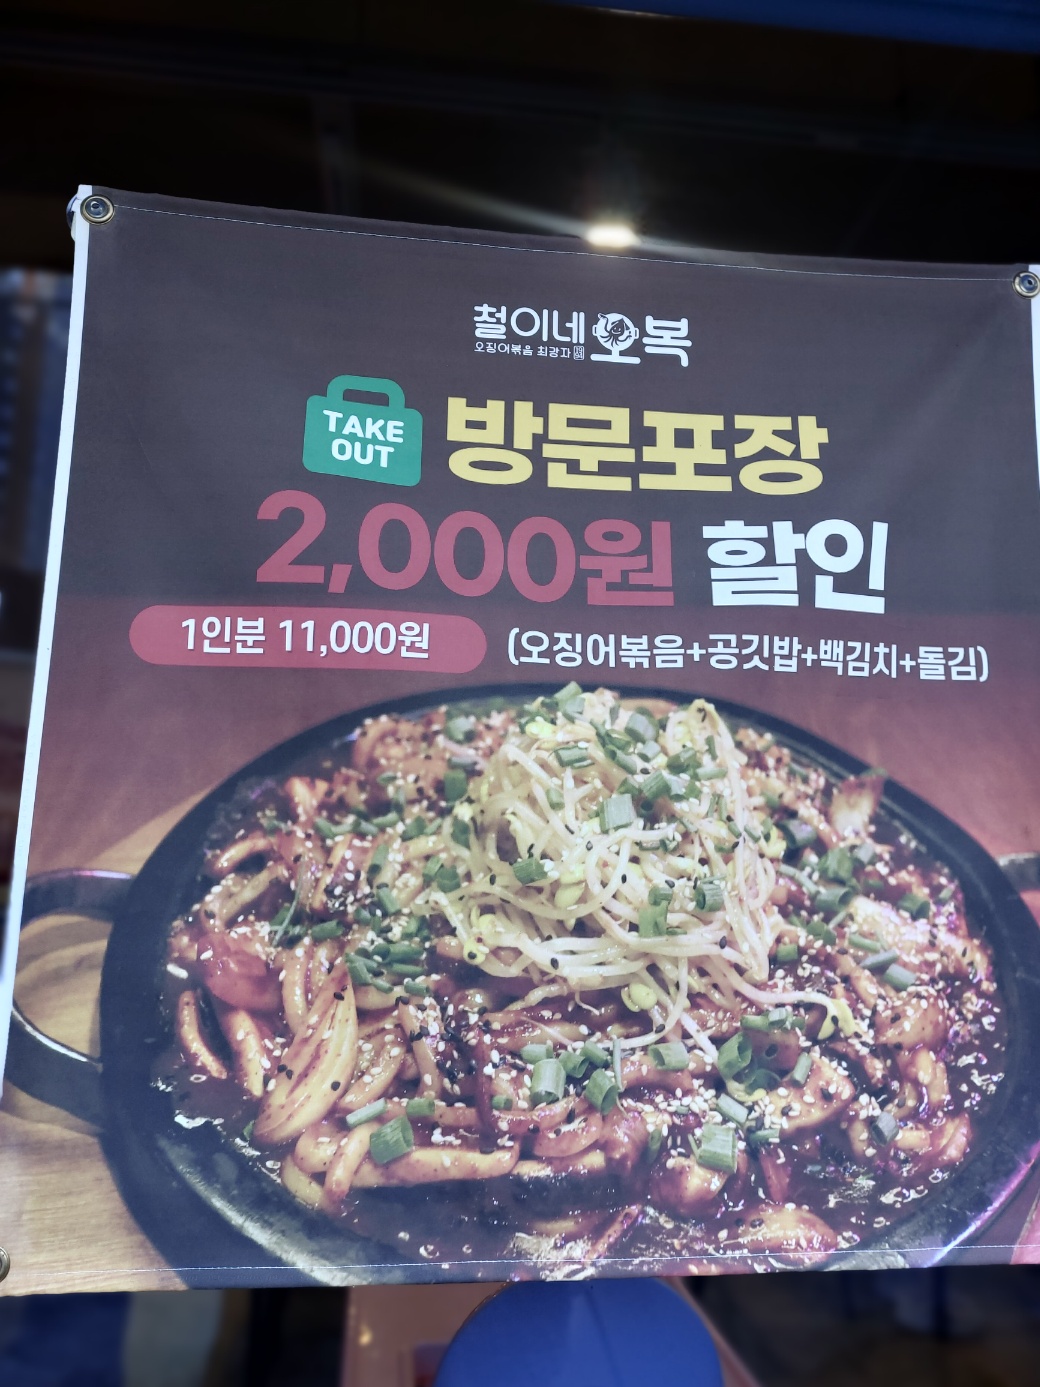 철이네 오복
오징어볶음 최강자
TAKE
OUT
방문포장
2,000원 할인
1인분 11,000원 (오징어볶음+공깃밥+백김치+돌김)